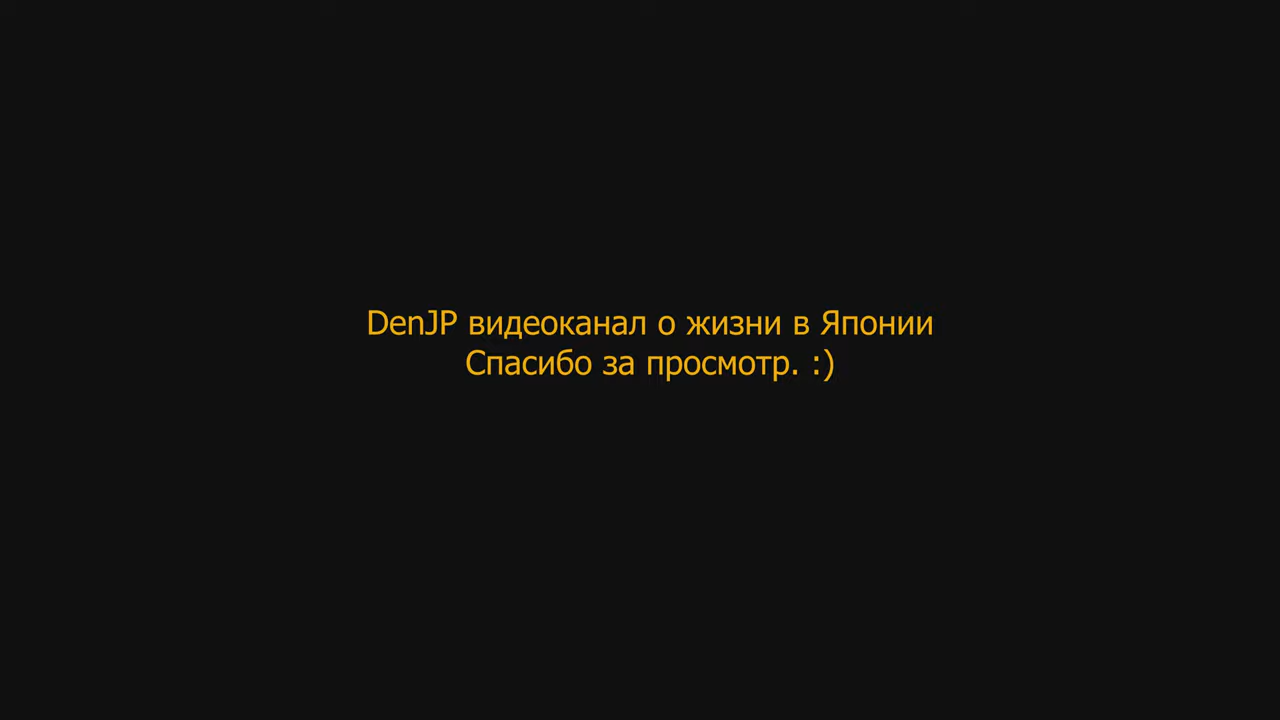 DenJP видеоканал о жизни в Японии
Спасибо за просмотр. :)